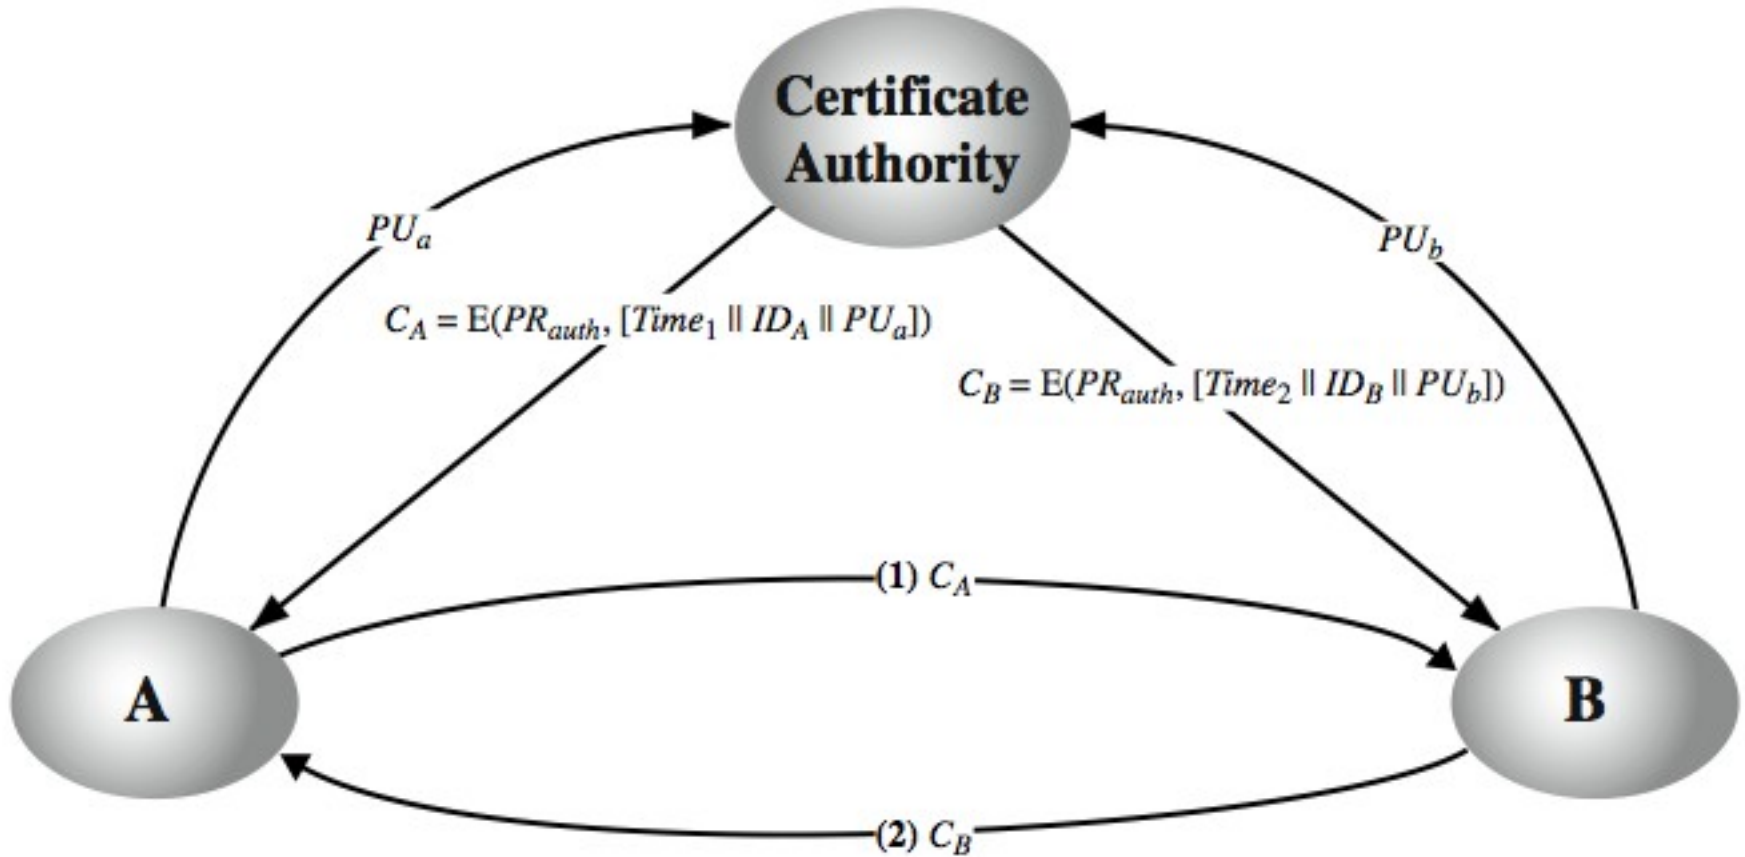 Certificate
Authority
PUa
PUb
CA = E(PRauth, [Time1 || IDA || PUa])
CB = E(PRauth, [Time2 || IDB || PUb])
(1) CA
A
B
(2) CB